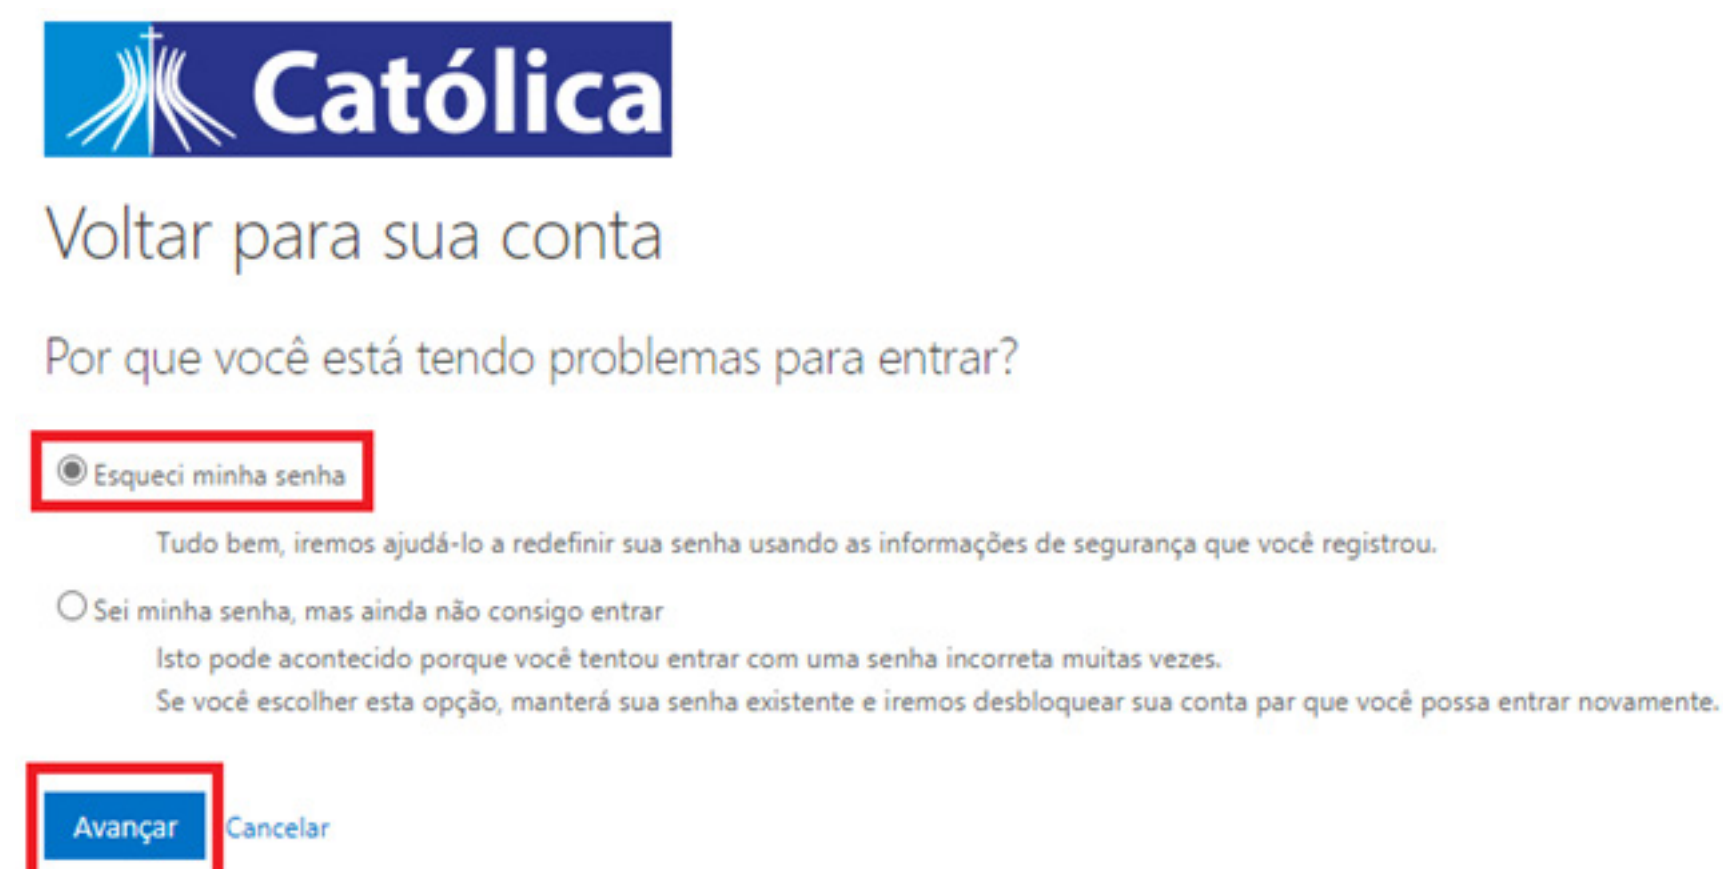 Católica
Voltar para sua conta
Por que você está tendo problemas para entrar?
Esqueci minha senha
Tudo bem, iremos ajudá-lo a redefinir sua senha usando as informações de segurança que você registrou.
Sei minha senha, mas ainda não consigo entrar
Isto pode acontecido porque você tentou entrar com uma senha incorreta muitas vezes.
Se você escolher esta opção, manterá sua senha existente e iremos desbloquear sua conta par que você possa entrar novamente.
Avançar Cancelar